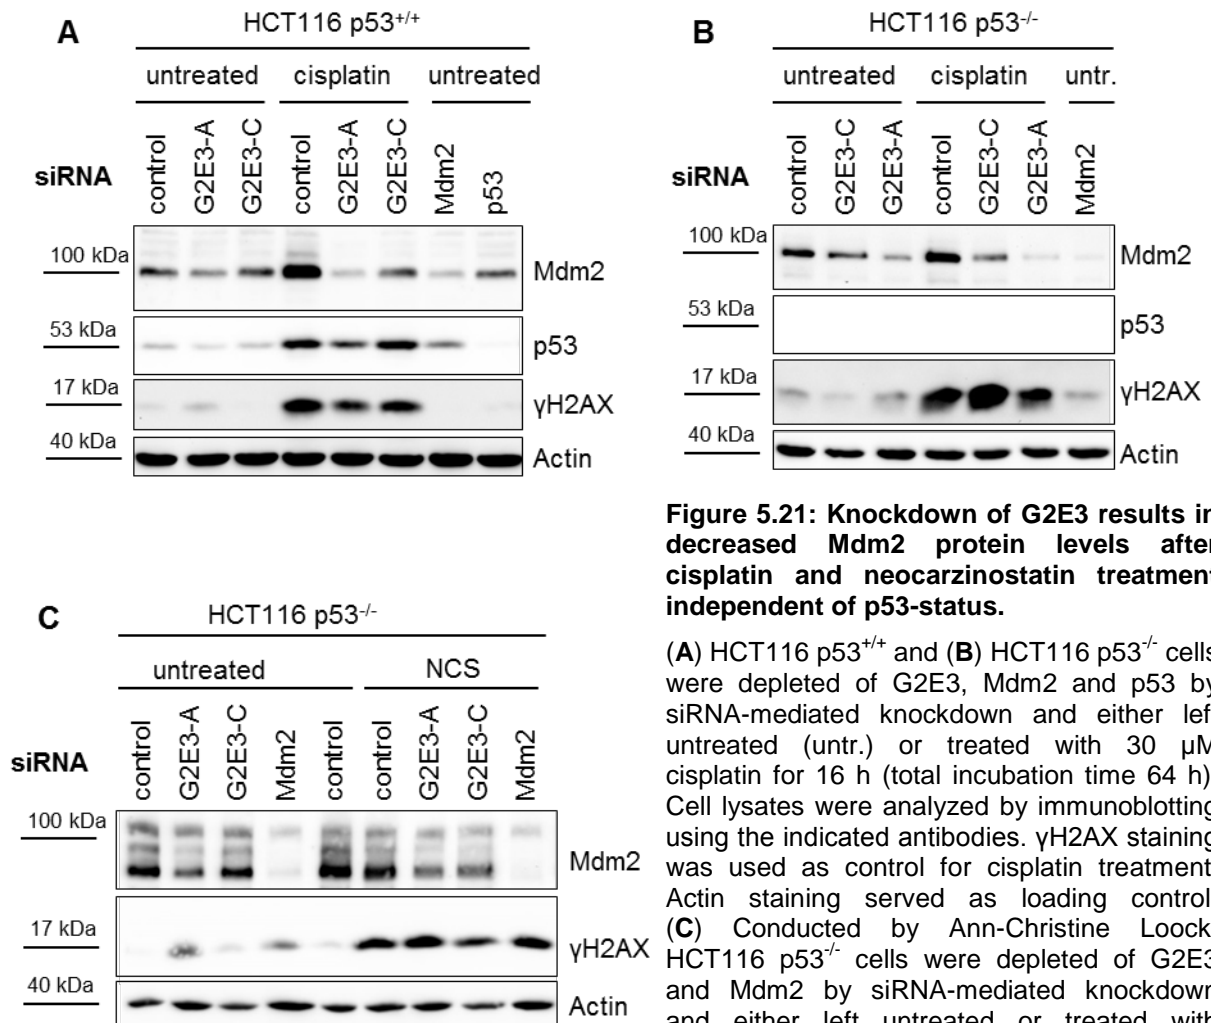 A
HCT116 p53+/+
untreated cisplatin untreated
siRNA control G2E3-A G2E3-C control G2E3-A G2E3-C Mdm2 p53
100 kDa Mdm2
53 kDa p53
17 kDa γH2AX
40 kDa Actin
B
HCT116 p53-/-
untreated cisplatin untr.
siRNA control G2E3-C G2E3-A control G2E3-C G2E3-A Mdm2
100 kDa Mdm2
53 kDa p53
17 kDa γH2AX
40 kDa Actin
C
HCT116 p53-/-
untreated NCS
siRNA control G2E3-A G2E3-C Mdm2 control control G2E3-A G2E3-C Mdm2
100 kDa Mdm2
17 kDa γH2AX
40 kDa Actin
Figure 5.21: Knockdown of G2E3 results in
decreased Mdm2 protein levels after
cisplatin and neocarzinostatin treatment
independent of p53-status.
(A) HCT116 p53+/+ and (B) HCT116 p53-/- cells
were depleted of G2E3, Mdm2 and p53 by
siRNA-mediated knockdown and either lef
untreated (untr.) or treated with 30 µM
cisplatin for 16 h (total incubation time 64 h)
Cell lysates were analyzed by immunoblotting
using the indicated antibodies. γH2AX staining
was used as control for cisplatin treatment
Actin staining served as loading control
(C) Conducted by Ann-Christine Loock
HCT116 p53-/- cells were depleted of G2E3
and Mdm2 by siRNA-mediated knockdown
and either left untreated or treated with